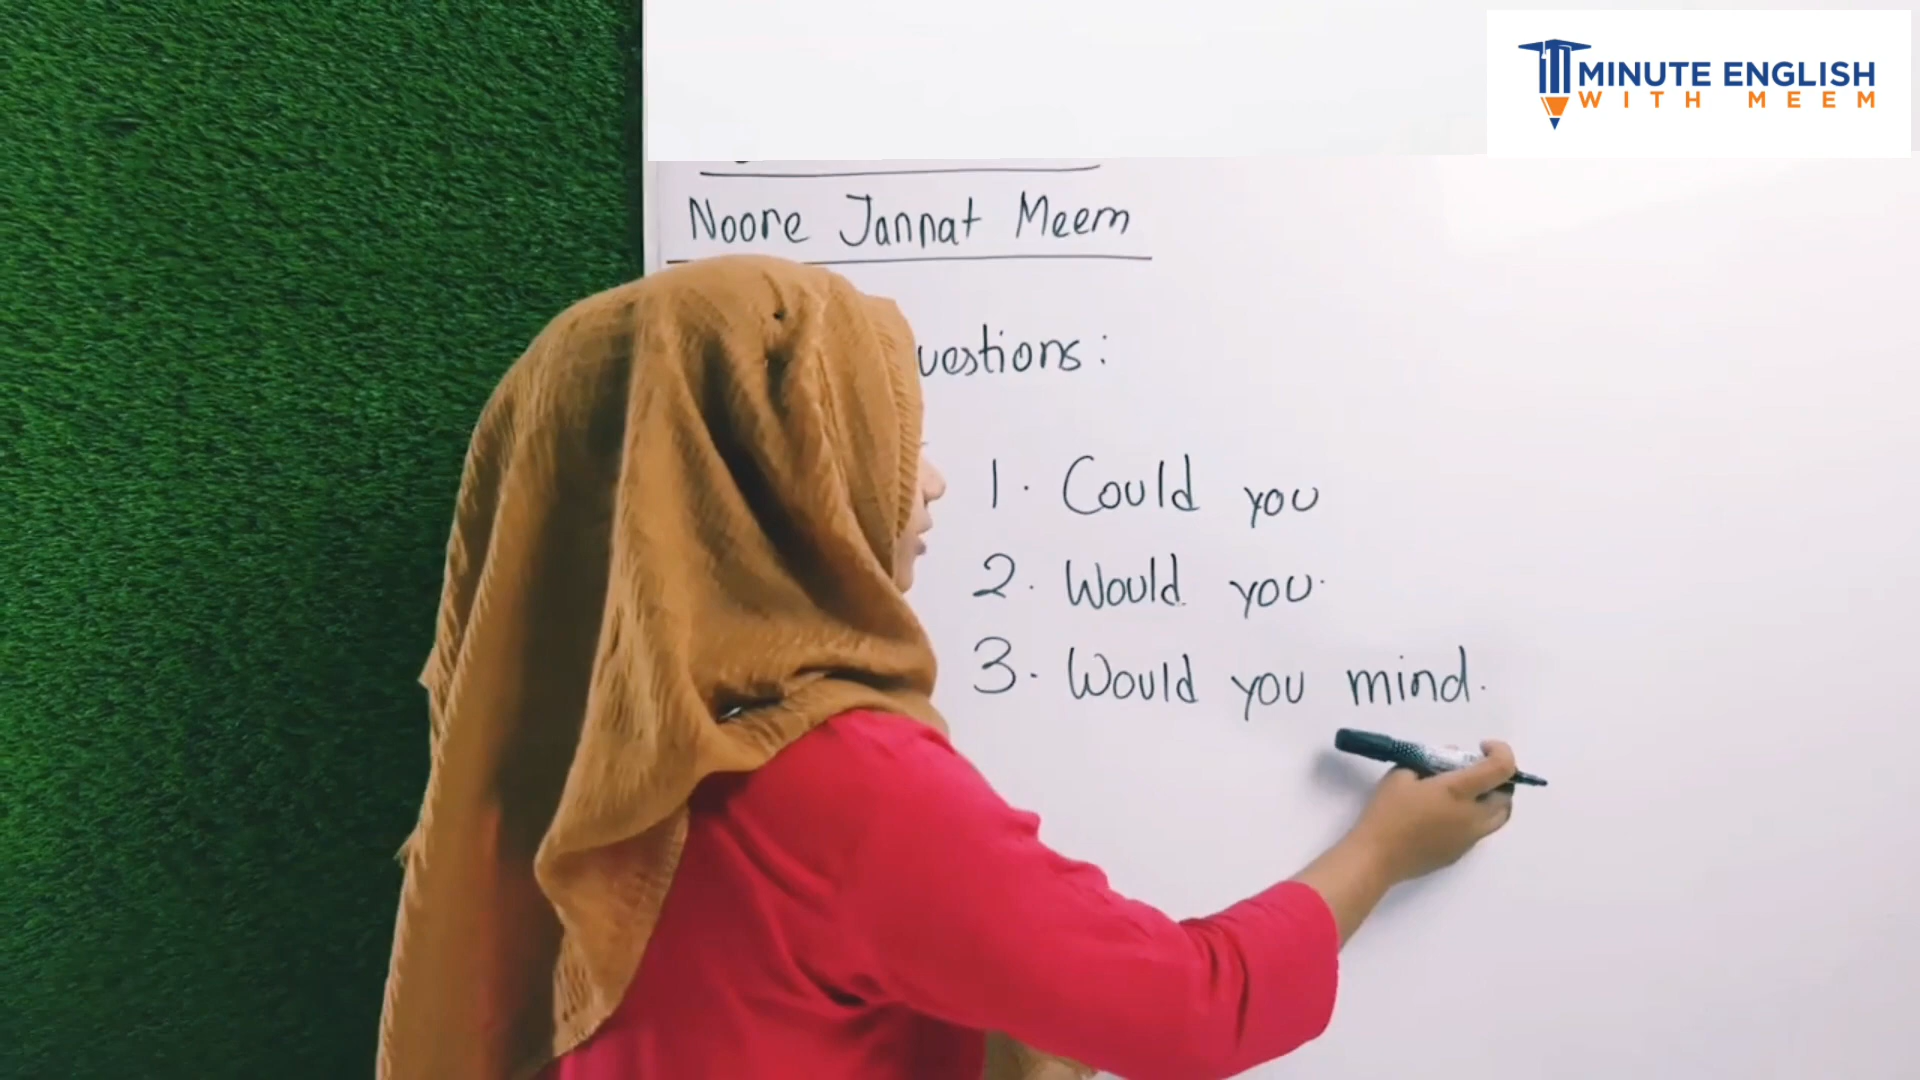 MINUTE ENGLISH
WITH MEEM
Noore Jannat Meem
uestions:
1. Could you
2. Would you.
3. Would you mind.